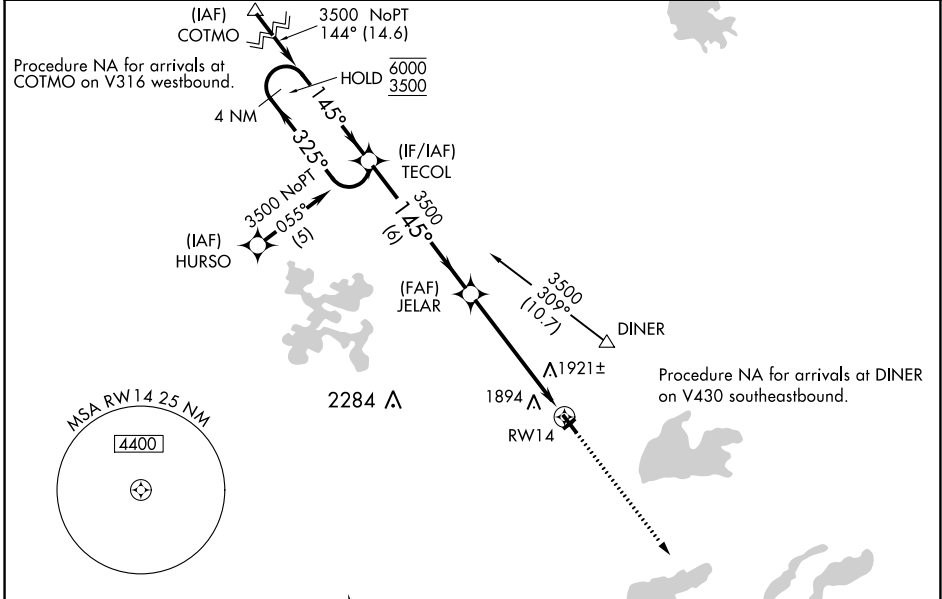 (IAF)
COTMO
3500 NoPT
144° (14.6)
Procedure NA for arrivals at
COTMO on V316 westbound.
HOLD
6000
3500
4 NM
145°
325°
(IF/IAF)
TECOL
3500 NoPT
055°
(5)
(IAF)
HURSO
3500
145°
(6)
(FAF)
JELAR
3500
309°
(10.7)
DINER
1921±
Procedure NA for arrivals at DINER
on V430 southeastbound.
2284
1894
RW14
MSA RW14 25 NM
4400